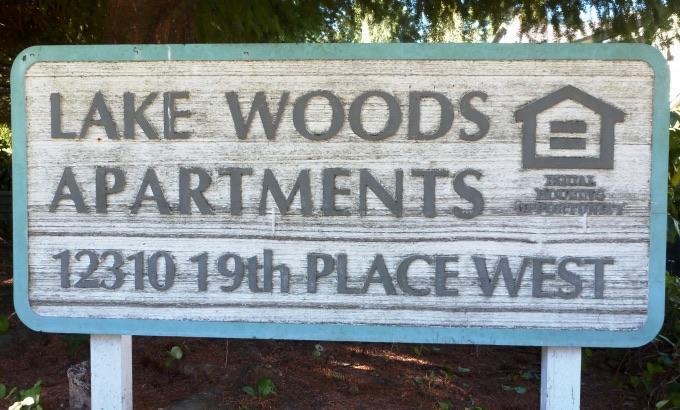 LAKE WOODS
APARTMENTS
12310 19th PLACE WEST
EQUAL
HOUSING
OPPORTUNITY